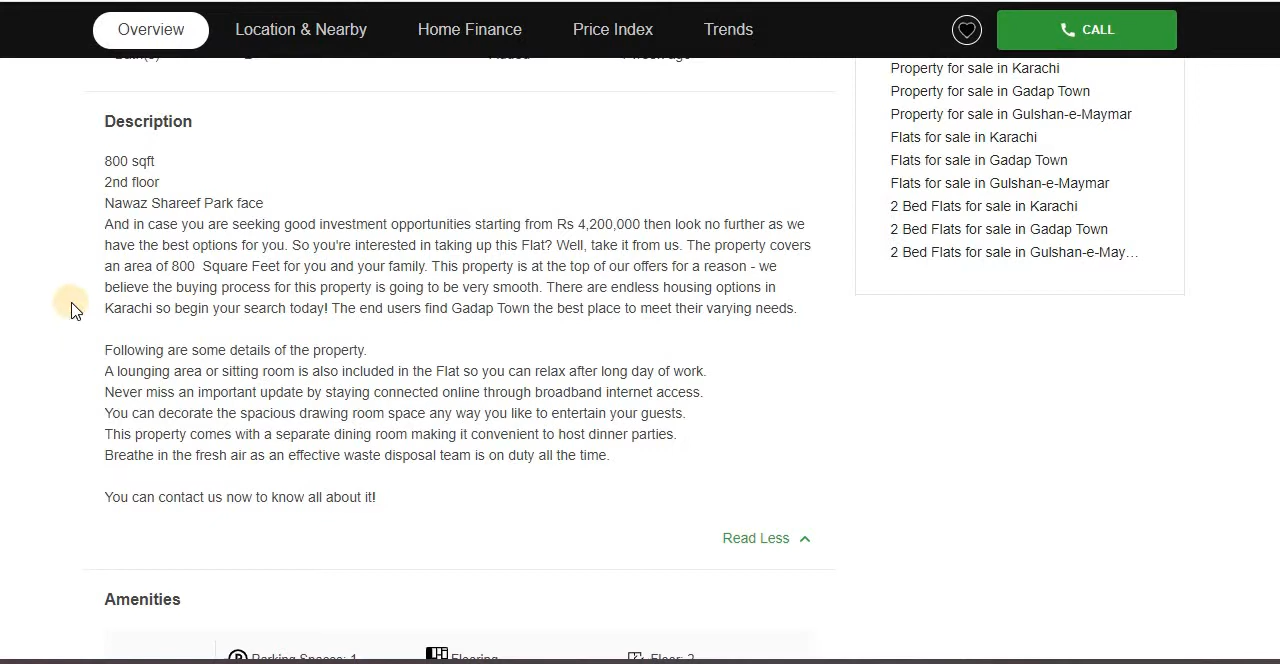 Overview Location & Nearby Home Finance Price Index Trends CALL
Description
800 sqft
2nd floor
Nawaz Shareef Park face
And in case you are seeking good investment opportunities starting from Rs 4,200,000 then look no further as we
have the best options for you. So you're interested in taking up this Flat? Well, take it from us. The property covers
an area of 800 Square Feet for you and your family. This property is at the top of our offers for a reason - we
believe the buying process for this property is going to be very smooth. There are endless housing options in
Karachi so begin your search today! The end users find Gadap Town the best place to meet their varying needs.
Following are some details of the property.
A lounging area or sitting room is also included in the Flat so you can relax after long day of work.
Never miss an important update by staying connected online through broadband internet access.
You can decorate the spacious drawing room space any way you like to entertain your guests.
This property comes with a separate dining room making it convenient to host dinner parties.
Breathe in the fresh air as an effective waste disposal team is on duty all the time.
You can contact us now to know all about it!
Read Less
Amenities
Parking Spaces: 1 Flooring Floor: 2
Property for sale in Karachi
Property for sale in Gadap Town
Property for sale in Gulshan-e-Maymar
Flats for sale in Karachi
Flats for sale in Gadap Town
Flats for sale in Gulshan-e-Maymar
2 Bed Flats for sale in Karachi
2 Bed Flats for sale in Gadap Town
2 Bed Flats for sale in Gulshan-e-May...